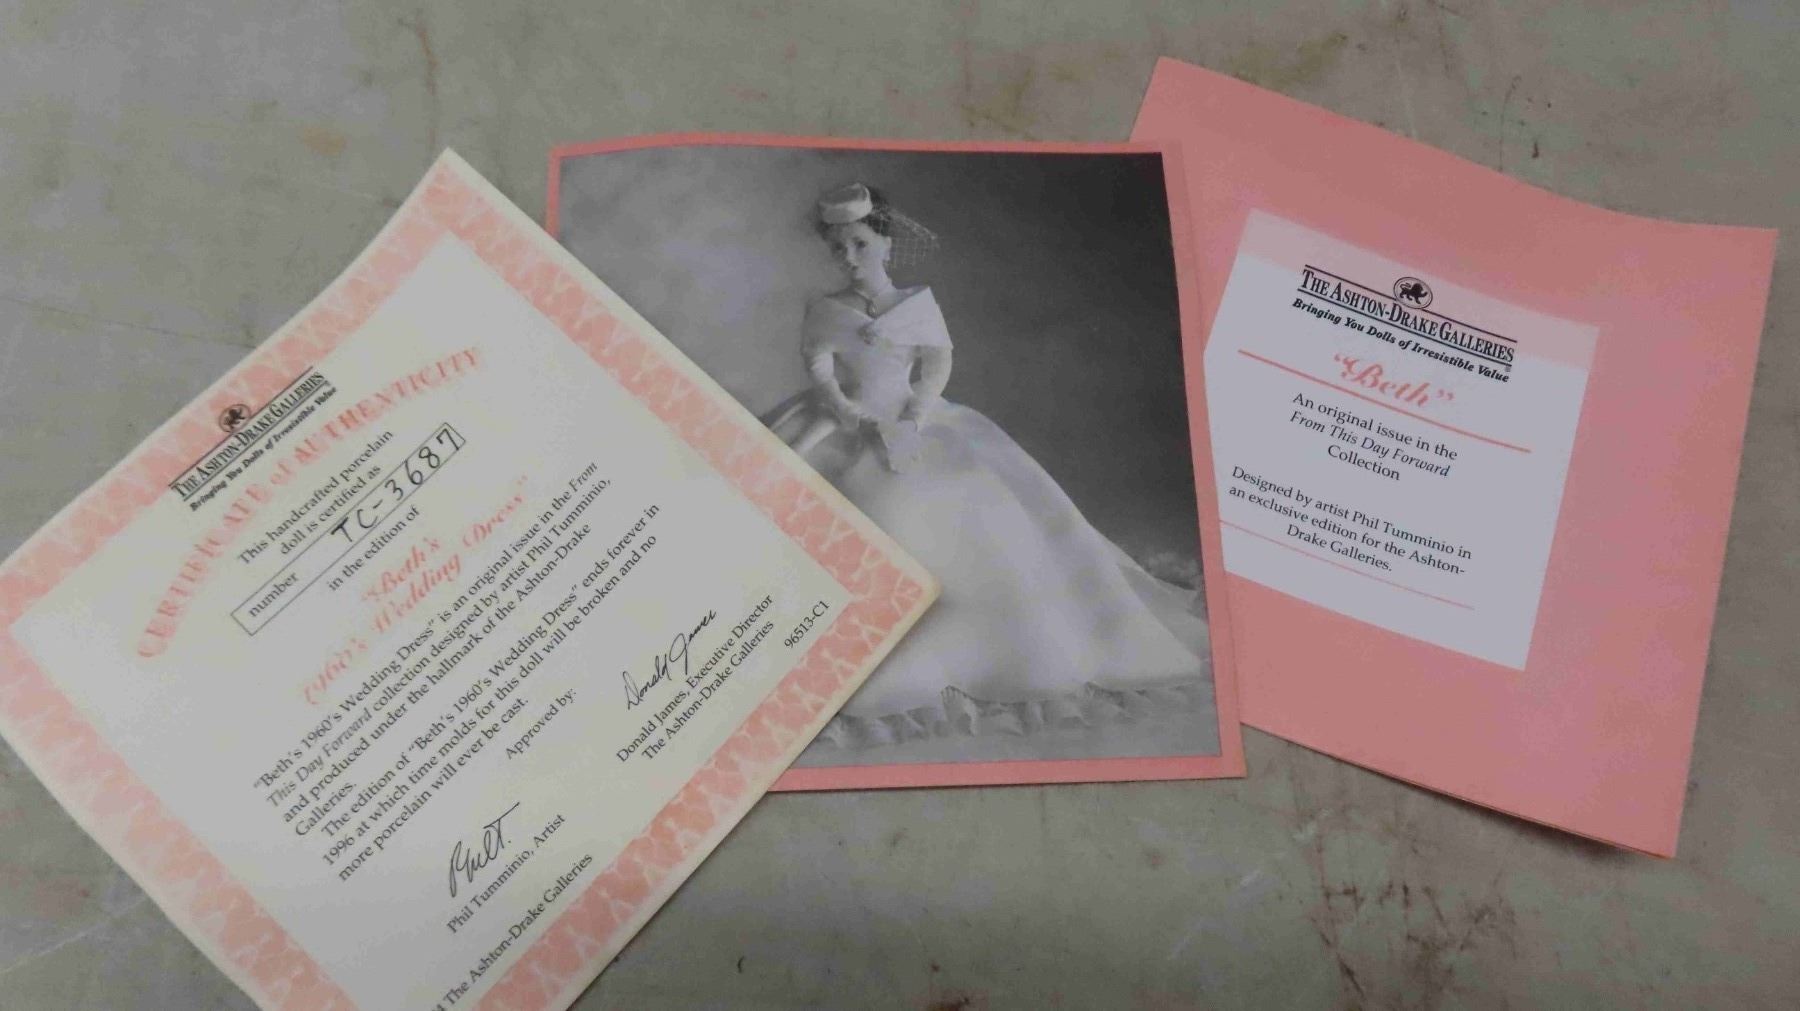 THE ASHTON-DRAKE GALLERIES
Bringing You Dolls of Irresistible Value
CERTIFICATE of AUTHENTICITY
This handcrafted porcelain
doll is certified as
number TC-3687
in the edition of
"Beth's
1960's Wedding Dress"
"Beth's 1960's Wedding Dress" is an original issue in the From
This Day Forward collection designed by artist Phil Tumminio,
and produced under the hallmark of the Ashton-Drake
Galleries.
The edition of "Beth's 1960's Wedding Dress" ends forever in
1996 at which time molds for this doll will be broken and no
more porcelain will ever be cast.
Approved by:
Donald James
Donald James, Executive Director
The Ashton-Drake Galleries
96513-C1
Phil T.
Phil Tumminio, Artist
The Ashton-Drake Galleries
THE ASHTON-DRAKE GALLERIES
Bringing You Dolls of Irresistible Value
"Beth"
An original issue in the
From This Day Forward
Collection
Designed by artist Phil Tumminio in
an exclusive edition for the Ashton-
Drake Galleries.